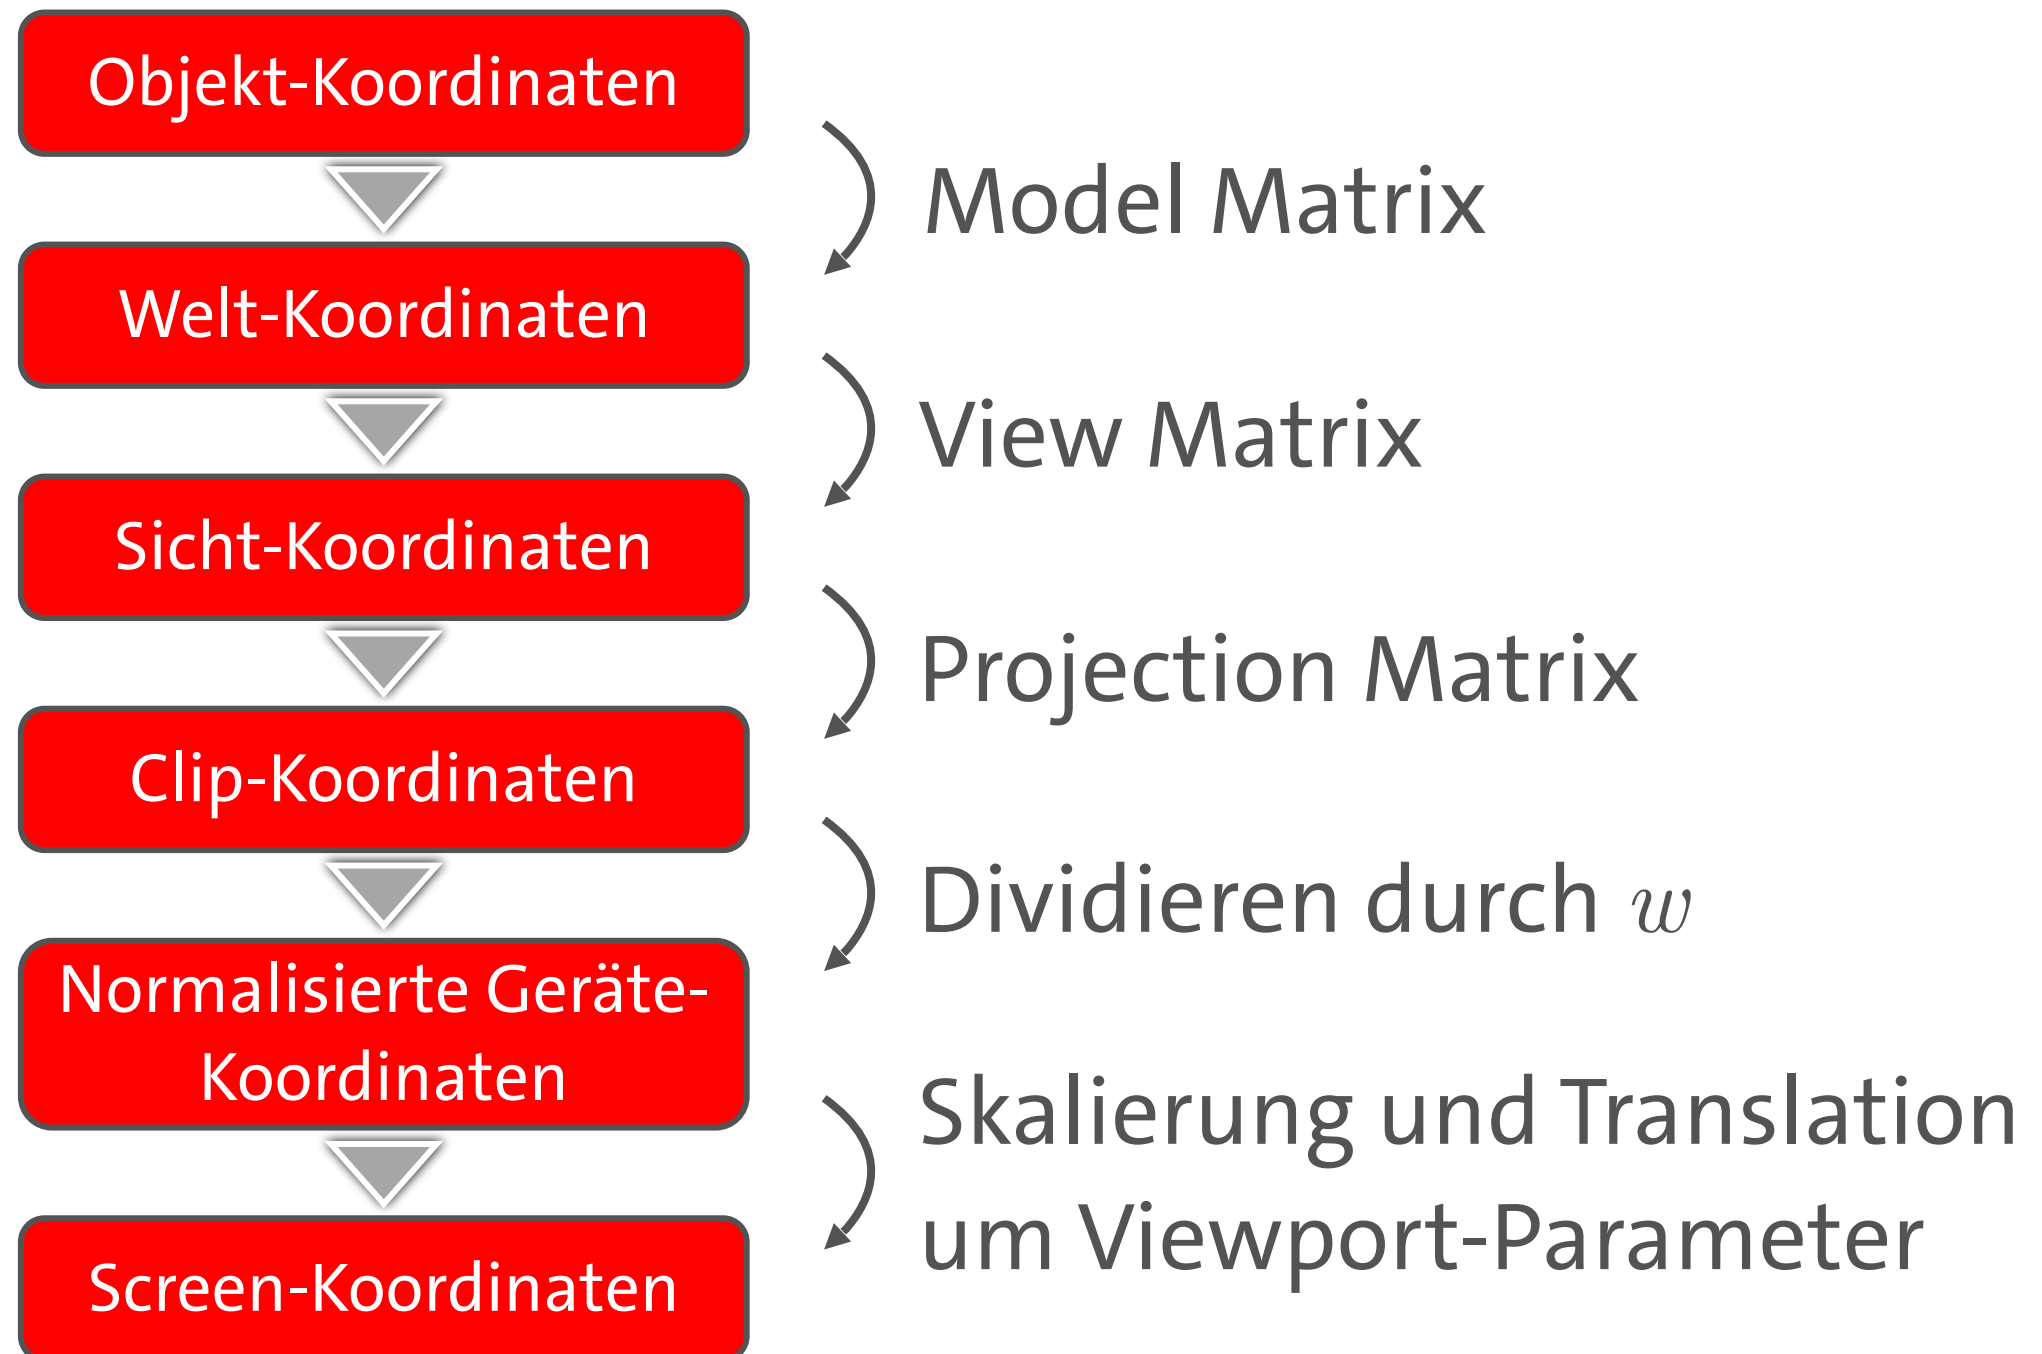 Objekt-Koordinaten
Model Matrix
Welt-Koordinaten
View Matrix
Sicht-Koordinaten
Projection Matrix
Clip-Koordinaten
Dividieren durch w
Normalisierte Geräte-
Koordinaten
Skalierung und Translation
um Viewport-Parameter
Screen-Koordinaten